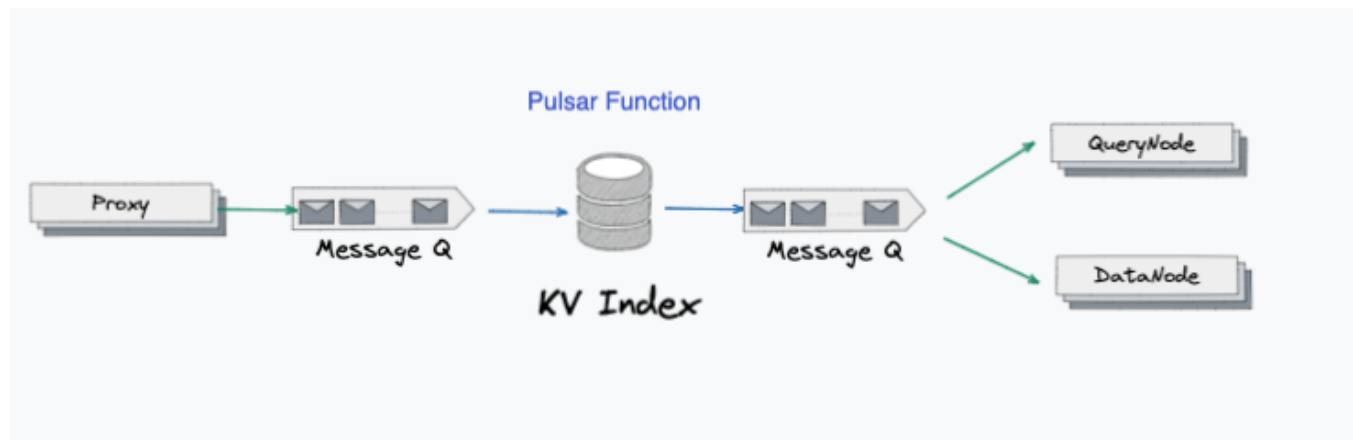 Pulsar Function
Proxy
Message Q
KV Index
Message Q
QueryNode
DataNode